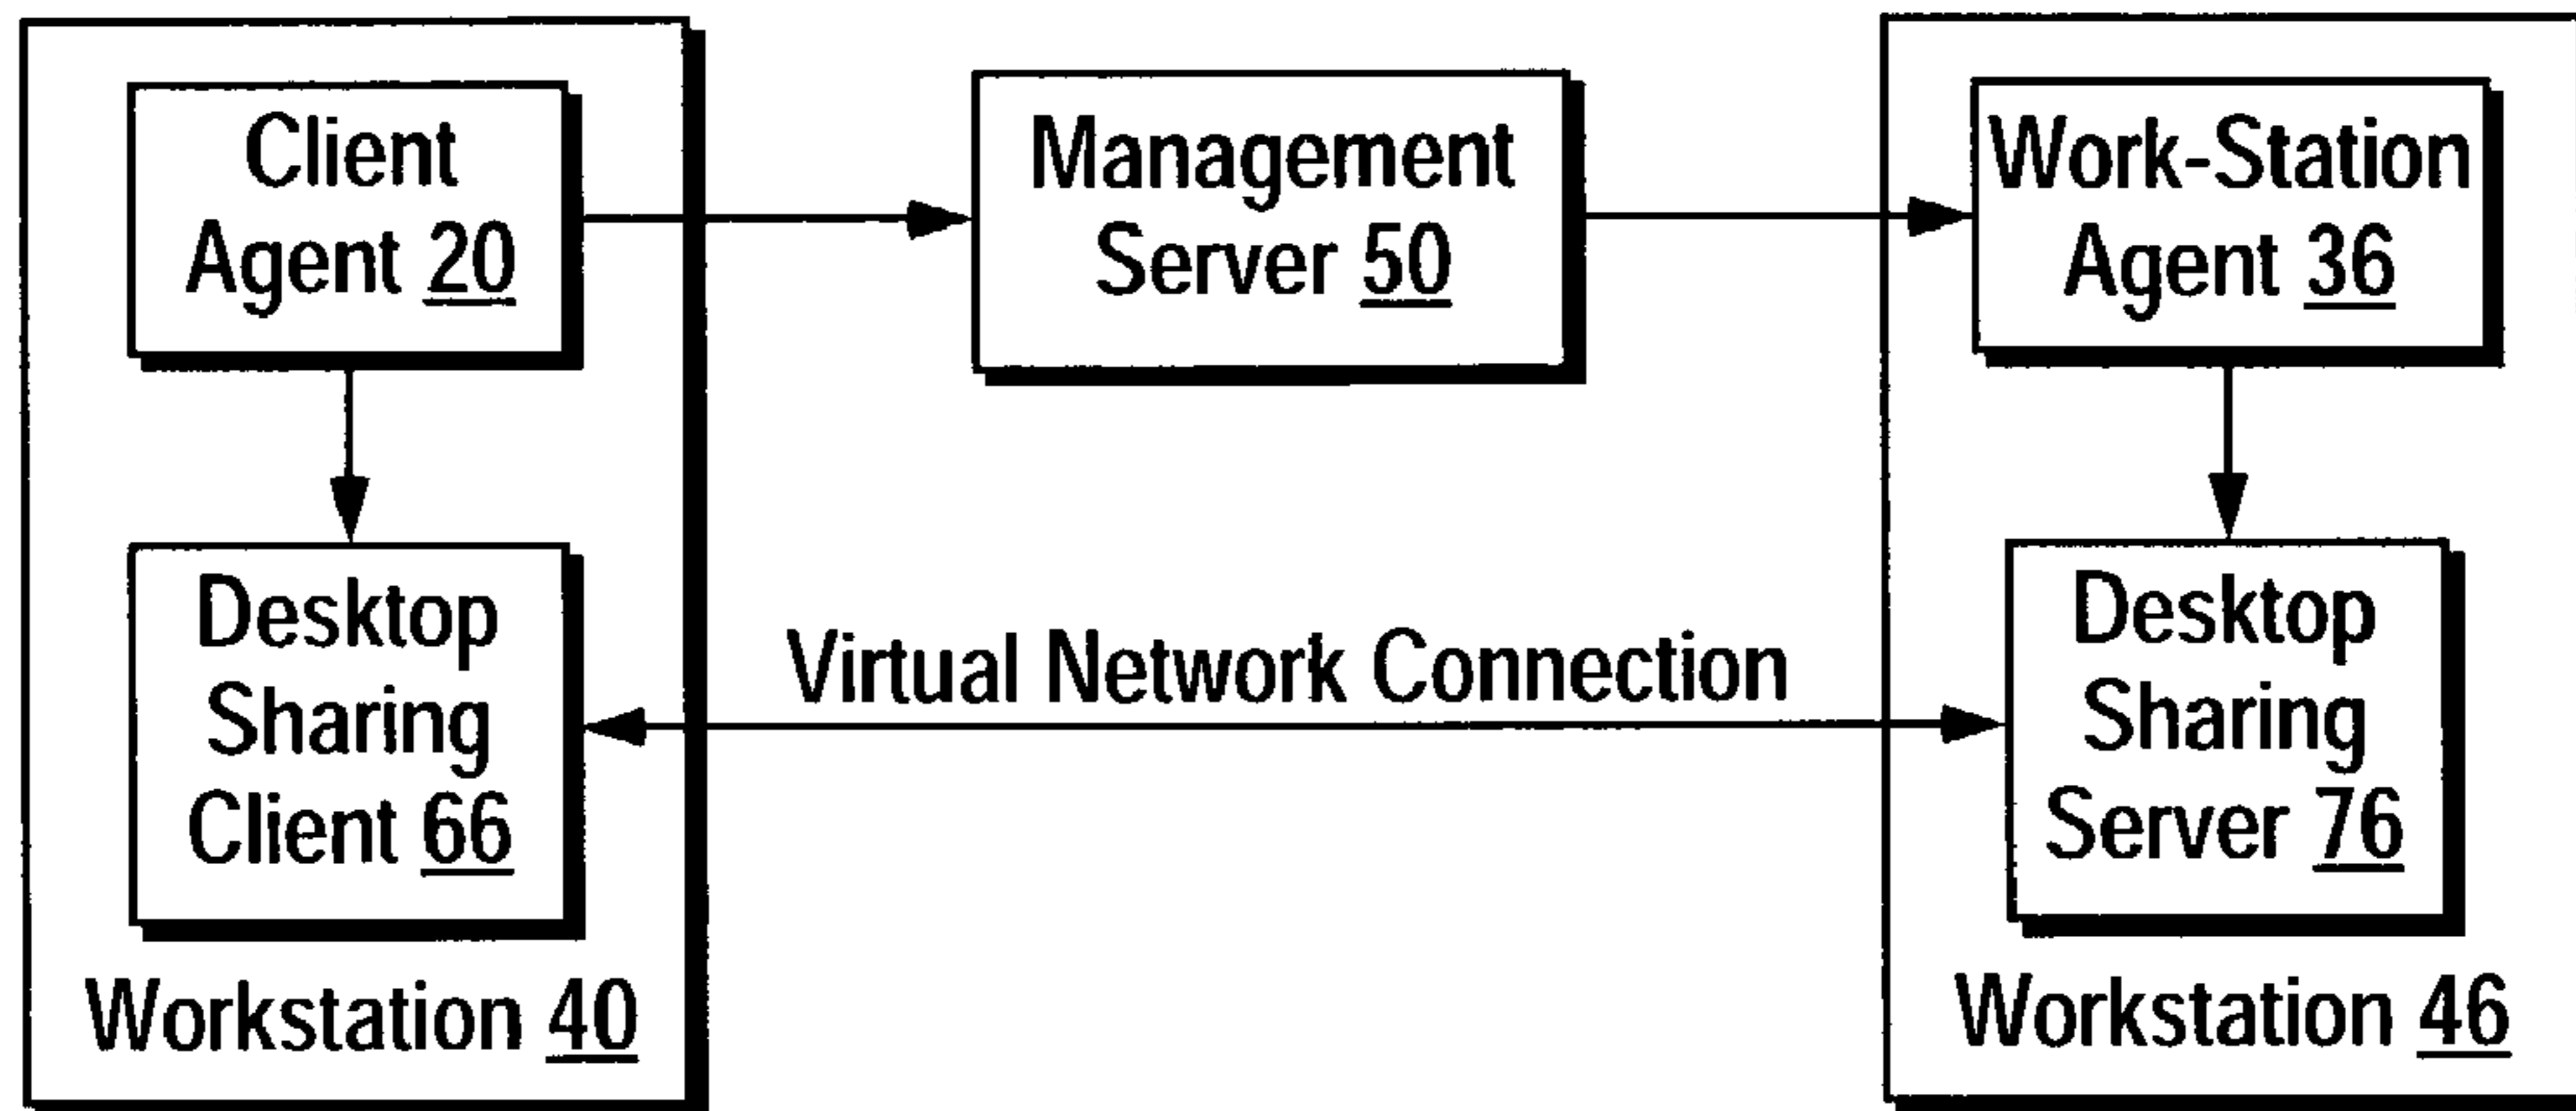 Client
Agent 20
Management
Server 50
Work-Station
Agent 36
Desktop
Sharing
Client 66
Virtual Network Connection
Desktop
Sharing
Server 76
Workstation 40
Workstation 46